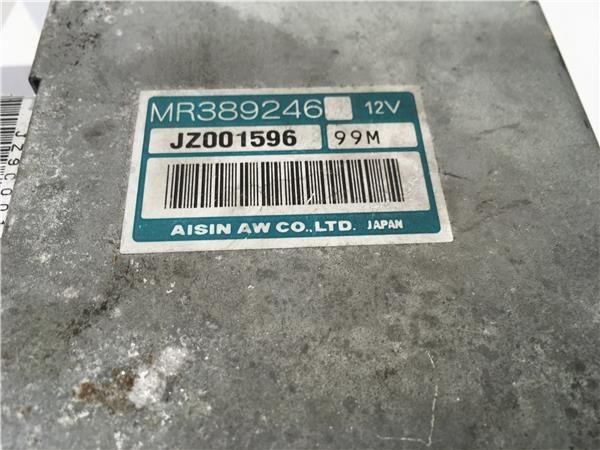 MR389246 12V
JZ001596 99M
AISIN AW CO.,LTD. JAPAN